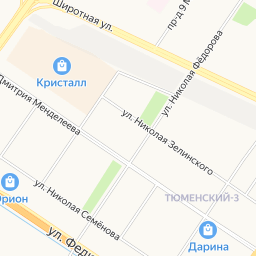 Широтная ул.
пр-д 9 М
Кристалл
ул. Николая Фёдорова
Дмитрия Менделеева
ул. Николая Зелинского
ТЮМЕНСКИЙ-3
Орион
ул. Николая Семёнова
ул. Феди
Дарина